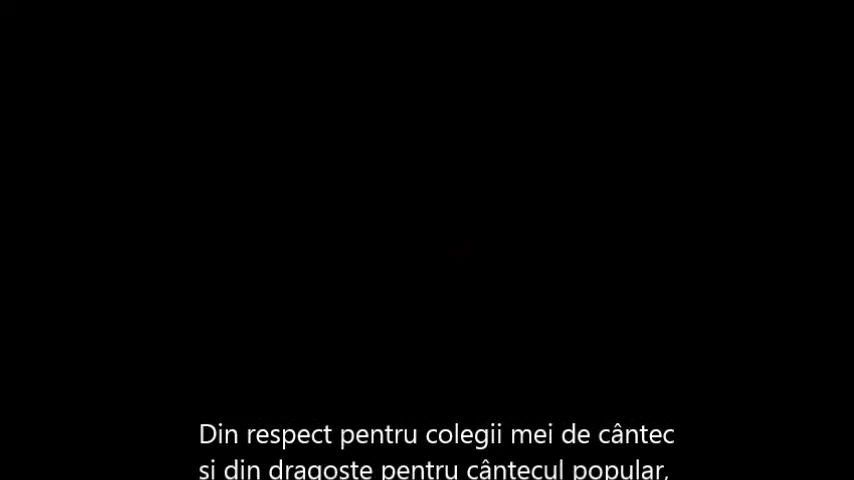 Din respect pentru colegii mei de cântec
și din dragoste pentru cântecul popular,